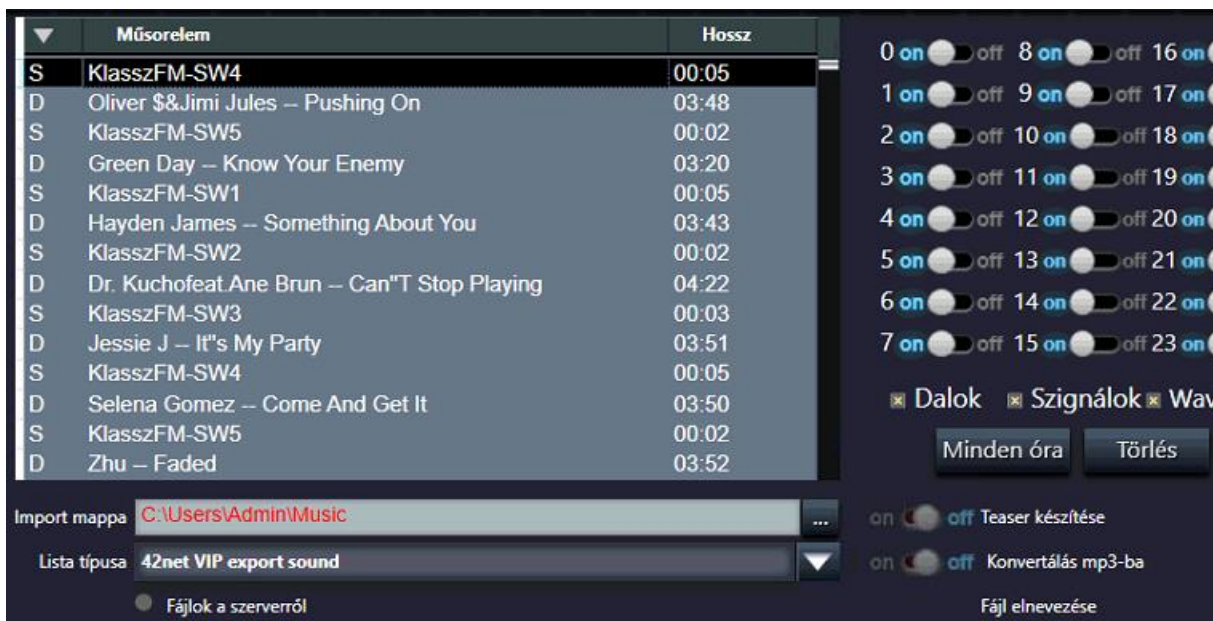 Műsorelem Hossz
S KlasszFM-SW4 00:05
D Oliver $&Jimi Jules -- Pushing On 03:48
S KlasszFM-SW5 00:02
D Green Day -- Know Your Enemy 03:20
S KlasszFM-SW1 00:05
D Hayden James -- Something About You 03:43
S KlasszFM-SW2 00:02
D Dr. Kuchofeat.Ane Brun -- Can"T Stop Playing 04:22
S KlasszFM-SW3 00:03
D Jessie J -- It"s My Party 03:51
S KlasszFM-SW4 00:05
D Selena Gomez -- Come And Get It 03:50
S KlasszFM-SW5 00:02
D Zhu -- Faded 03:52
0 on off 8 on off 16 on
1 on off 9 on off 17 on
2 on off 10 on off 18 on
3 on off 11 on off 19 on
4 on off 12 on off 20 on
5 on off 13 on off 21 on
6 on off 14 on off 22 on
7 on off 15 on off 23 on
Dalok Szignálok Wav
Minden óra Törlés
Import mappa C:\Users\Admin\Music ...
on off Teaser készítése
Lista típusa 42net VIP export sound
on off Konvertálás mp3-ba
Fájlok a szerverről
Fájl elnevezése